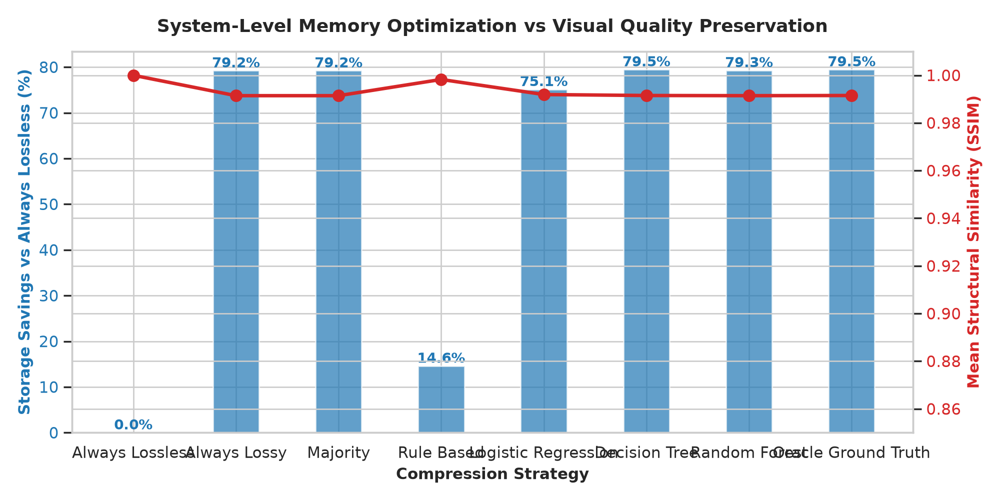 System-Level Memory Optimization vs Visual Quality Preservation
Storage Savings vs Always Lossless (%)
80
70
60
50
40
30
20
10
0
0.0%
79.2%
79.2%
14.6%
75.1%
79.5%
79.3%
79.5%
1.00
0.98
0.96
0.94
0.92
0.90
0.88
0.86
Mean Structural Similarity (SSIM)
Always Lossless
Always Lossy
Majority
Rule Based
Logistic Regression
Decision Tree
Random Forest
Oracle Ground Truth
Compression Strategy